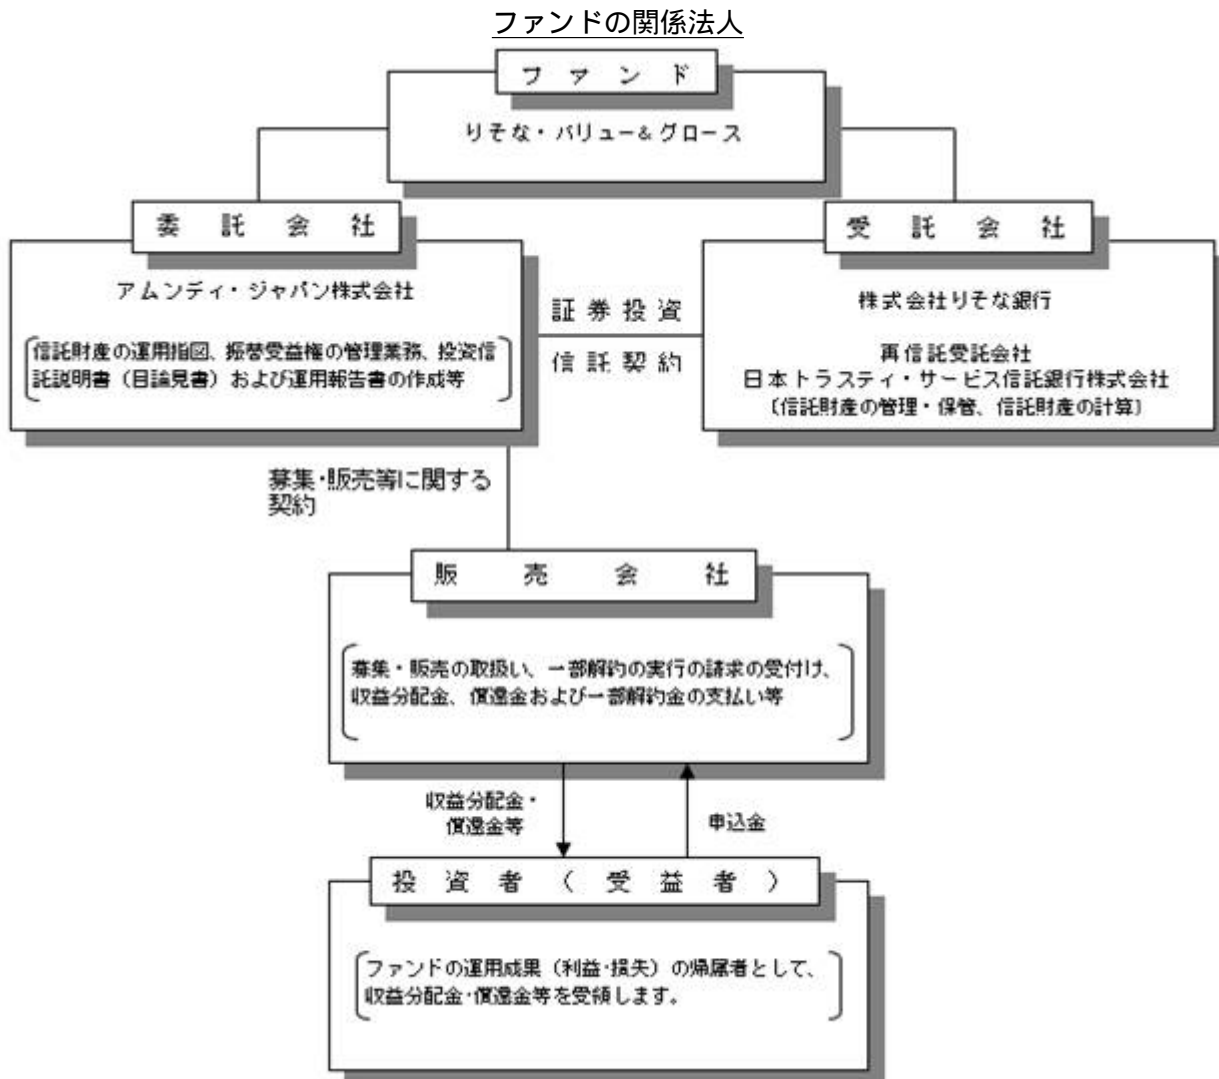 ファンドの関係法人
ファンド
りそな・バリュー&グロース
委託会社
アムンディ・ジャパン株式会社
信託財産の運用指図、振替受益権の管理業務、投資信
託説明書（目論見書）および運用報告書の作成等
証券投資
信託契約
受託会社
株式会社りそな銀行
再信託受託会社
日本トラスティ・サービス信託銀行株式会社
〔信託財産の管理・保管、信託財産の計算〕
募集・販売等に関する
契約
販売会社
募集・販売の取扱い、一部解約の実行の請求の受付け、
収益分配金、償還金および一部解約金の支払い等
収益分配金・
償還金等
申込金
投資者（受益者）
ファンドの運用成果（利益・損失）の帰属者として、
収益分配金・償還金等を受領します。